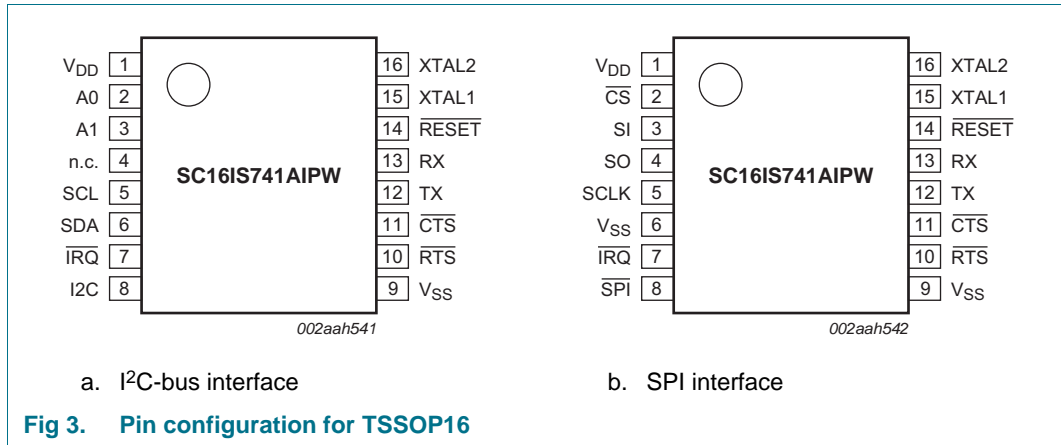 VDD 1
A0 2
A1 3
n.c. 4
SCL 5
SDA 6
IRQ 7
I2C 8
SC16IS741AIPW
16 XTAL2
15 XTAL1
14 RESET
13 RX
12 TX
11 CTS
10 RTS
9 VSS
002aah541
a. I2C-bus interface
VDD 1
CS 2
SI 3
SO 4
SCLK 5
VSS 6
IRQ 7
SPI 8
SC16IS741AIPW
16 XTAL2
15 XTAL1
14 RESET
13 RX
12 TX
11 CTS
10 RTS
9 VSS
002aah542
b. SPI interface
Fig 3. Pin configuration for TSSOP16